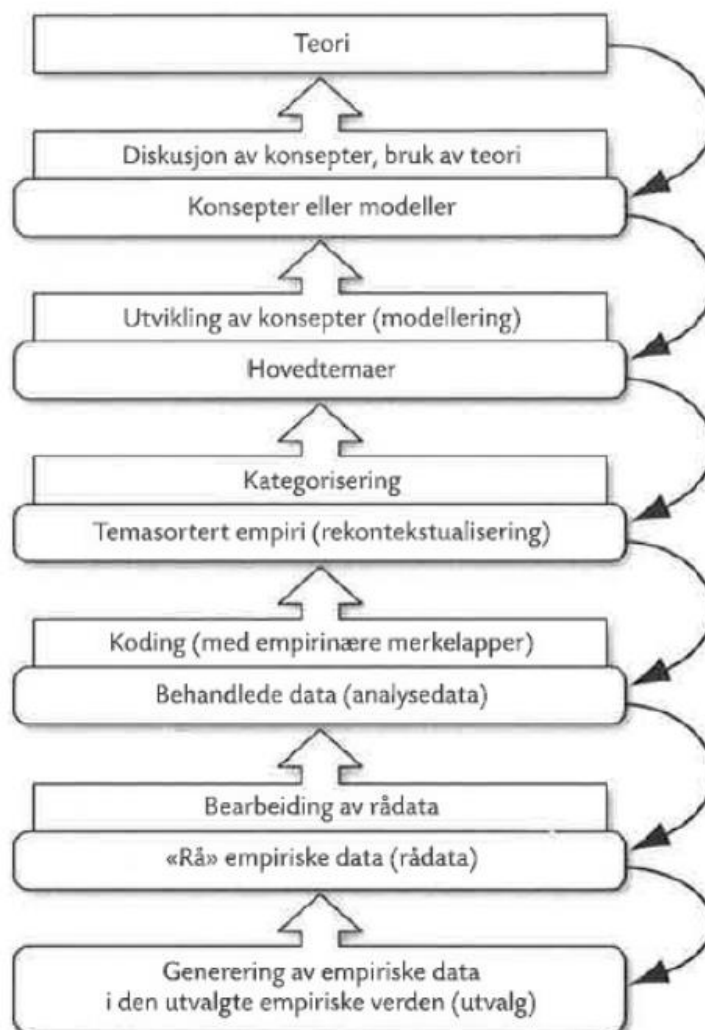 Teori
Diskusjon av konsepter, bruk av teori
Konsepter eller modeller
Utvikling av konsepter (modellering)
Hovedtemaer
Kategorisering
Temasortert empiri (rekontekstualisering)
Koding (med empirinære merkelapper)
Behandlede data (analysedata)
Bearbeiding av rådata
«Rå» empiriske data (rådata)
Generering av empiriske data
i den utvalgte empiriske verden (utvalg)